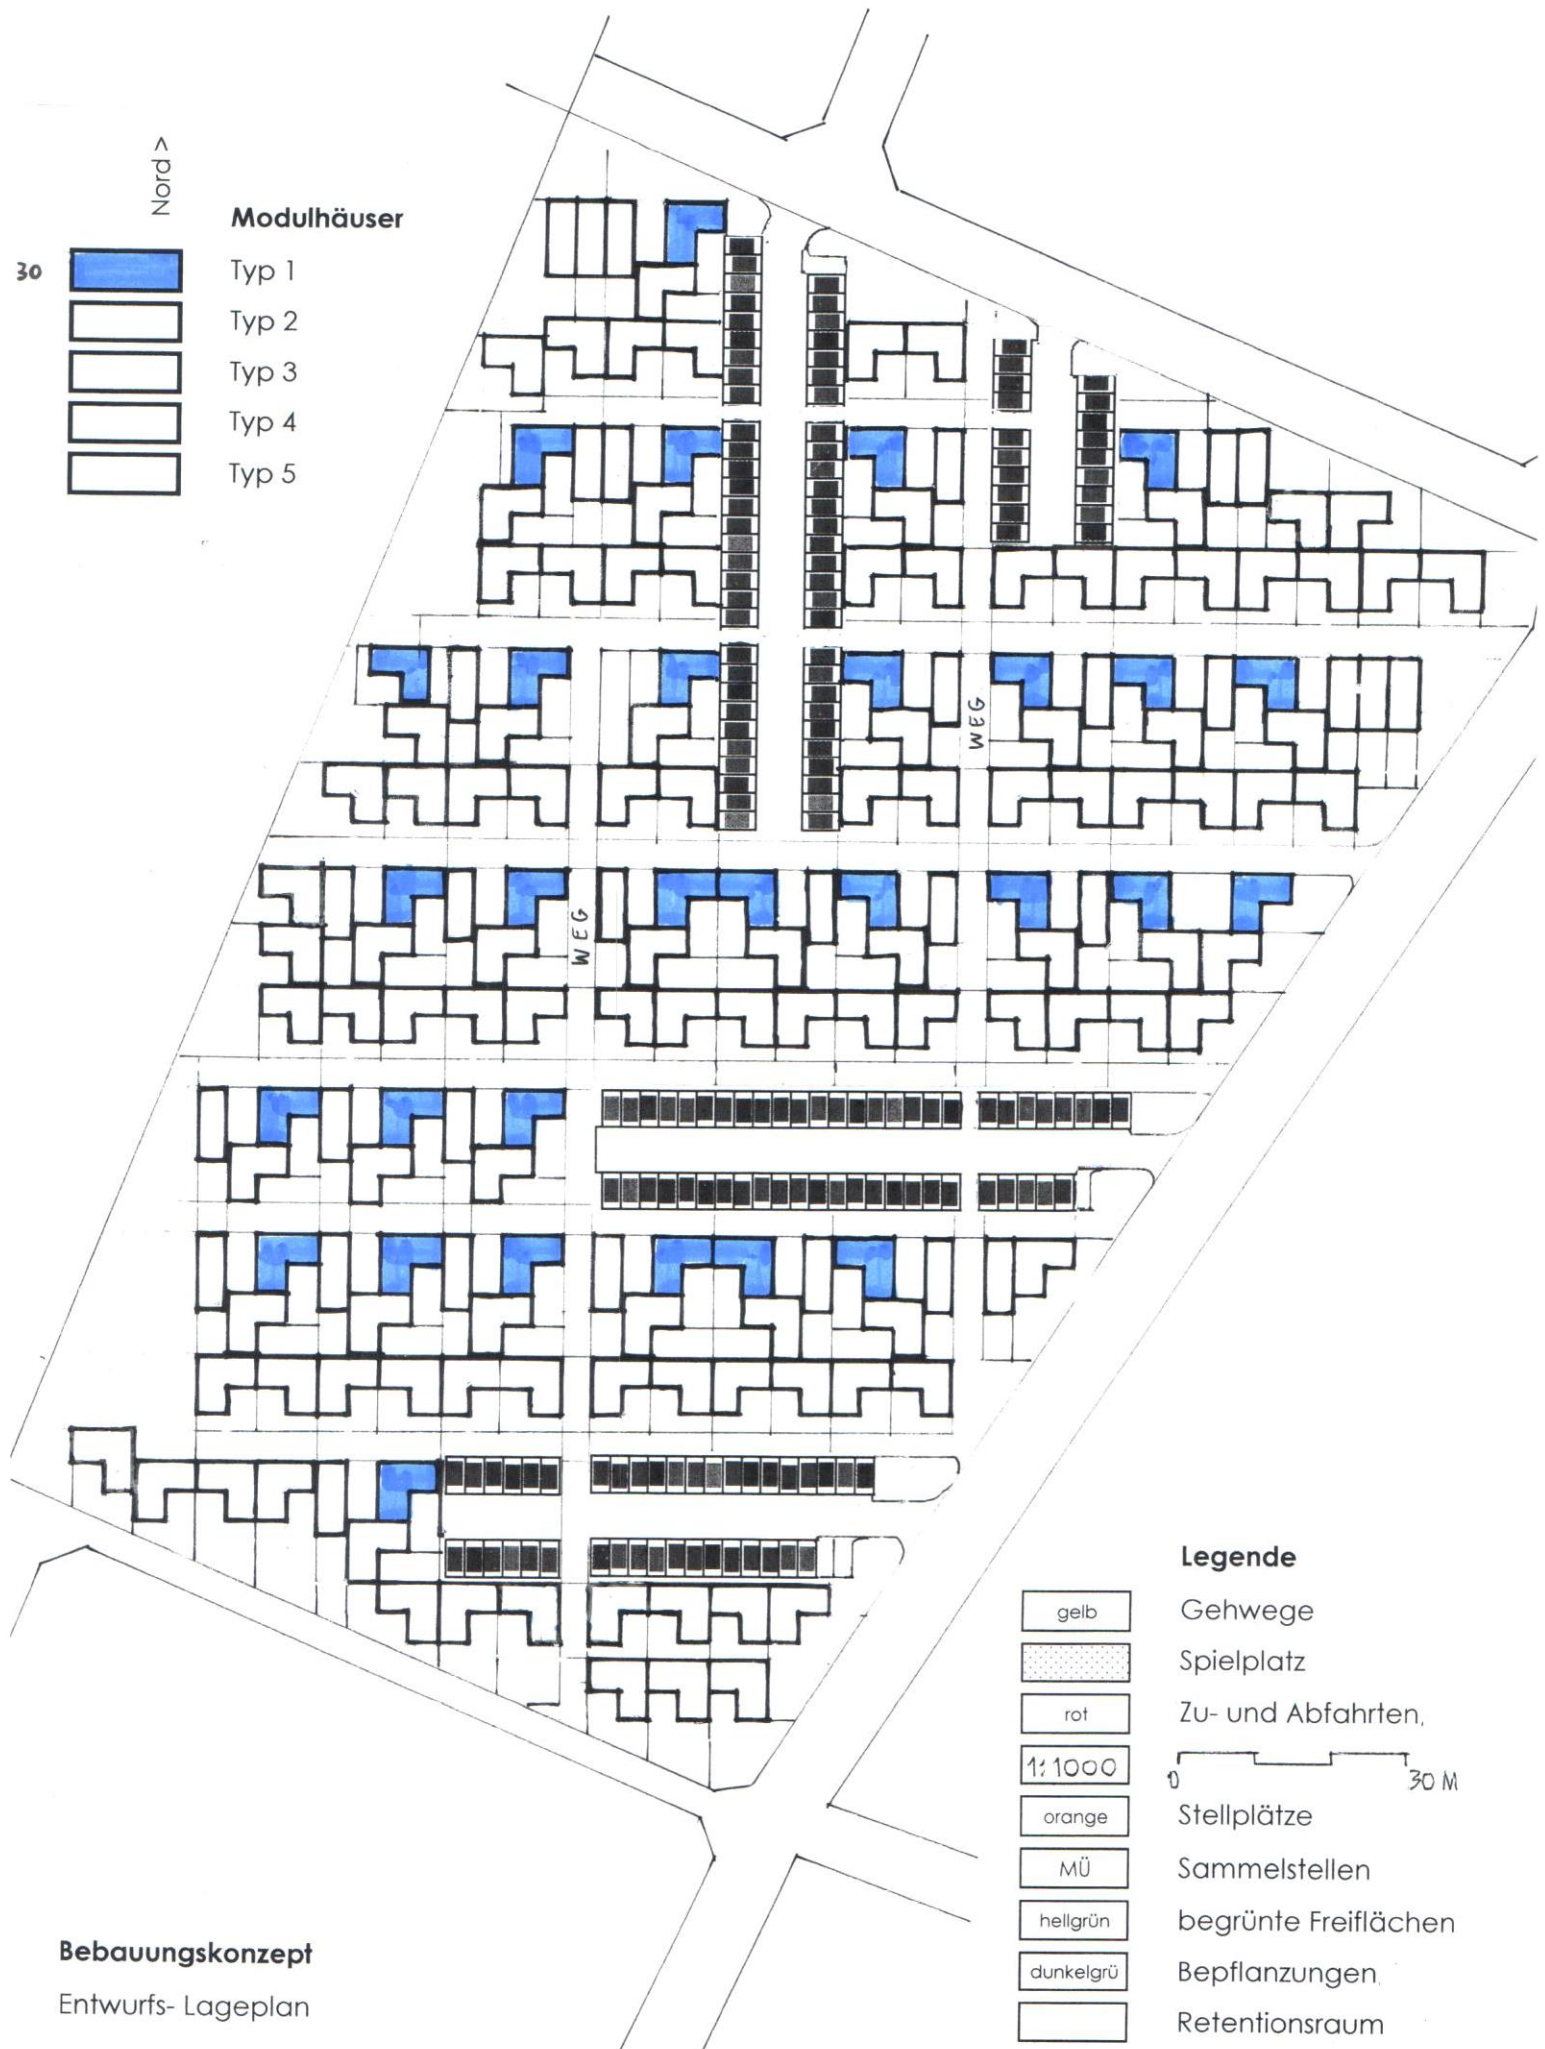 Nord >
Modulhäuser
30
Typ 1
Typ 2
Typ 3
Typ 4
Typ 5
WEG
WEG
Legende
gelb Gehwege
Spielplatz
rot Zu- und Abfahrten,
1:1000 0 30 M
orange Stellplätze
MÜ Sammelstellen
hellgrün begrünte Freiflächen
dunkelgrü Bepflanzungen
Retentionsraum
Bebauungskonzept
Entwurfs- Lageplan